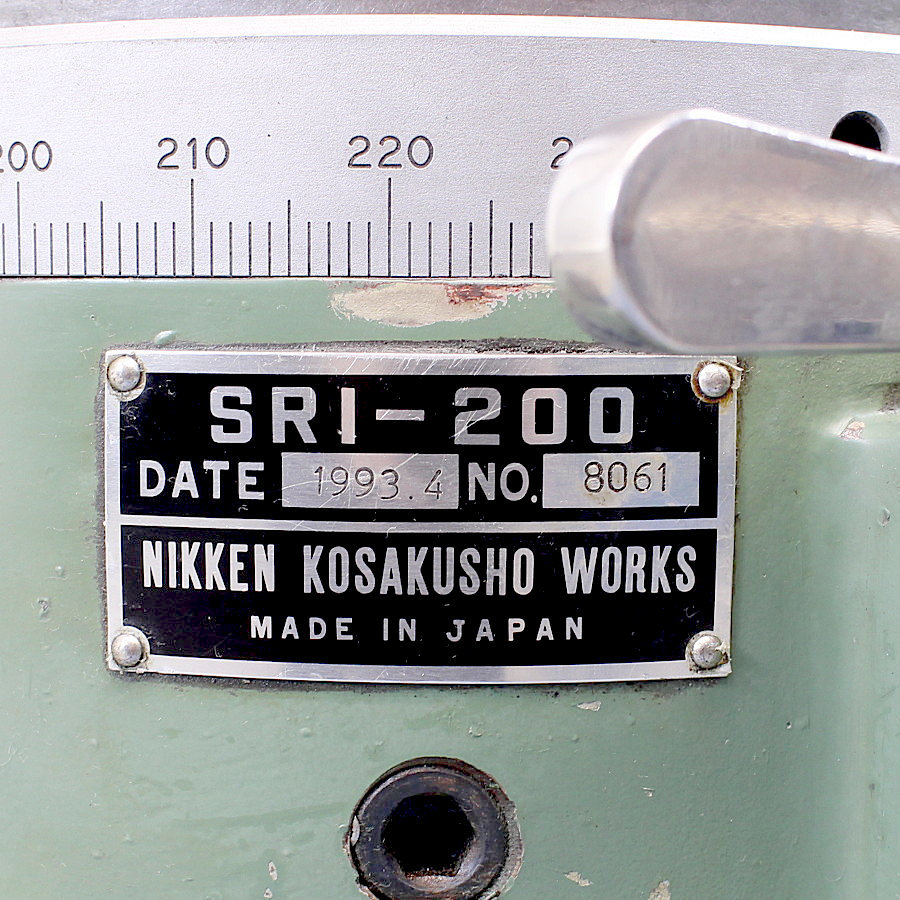 200 210 220
SRI-200
DATE 1993.4 NO. 8061
NIKKEN KOSAKUSHO WORKS
MADE IN JAPAN